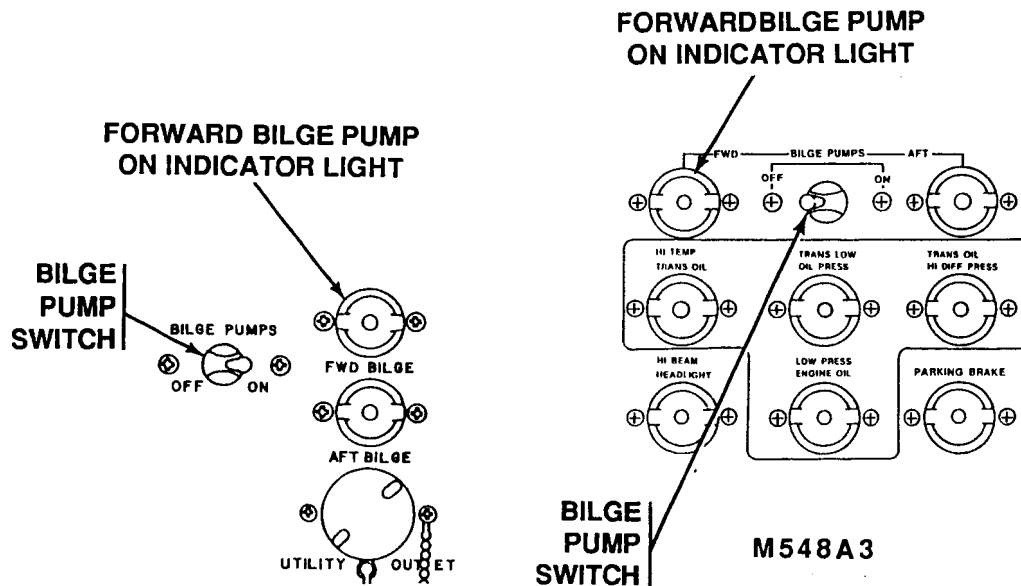 FORWARD BILGE PUMP
ON INDICATOR LIGHT
BILGE
PUMP
SWITCH
BILGE PUMPS
OFF ON
FWD BILGE
AFT BILGE
UTILITY OUTLET
FORWARDBILGE PUMP
ON INDICATOR LIGHT
FWD BILGE PUMPS AFT
OFF ON
HI TEMP
TRANS OIL
TRANS LOW
OIL PRESS
TRANS OIL
HI DIFF PRESS
HI BEAM
HEADLIGHT
LOW PRESS
ENGINE OIL
PARKING BRAKE
BILGE
PUMP
SWITCH
M548A3